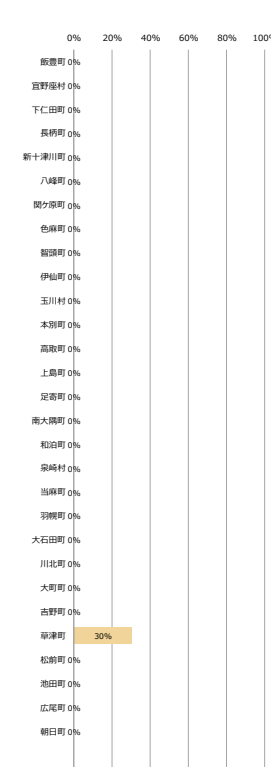 0% 20% 40% 60% 80% 100%
飯豊町 0%
宜野座村 0%
下仁田町 0%
長柄町 0%
新十津川町 0%
八峰町 0%
関ケ原町 0%
色麻町 0%
智頭町 0%
伊仙町 0%
玉川村 0%
本別町 0%
高取町 0%
上島町 0%
足寄町 0%
南大隅町 0%
和泊町 0%
泉崎村 0%
当麻町 0%
羽幌町 0%
大石田町 0%
川北町 0%
大町町 0%
吉野町 0%
草津町 30%
松前町 0%
池田町 0%
広尾町 0%
朝日町 0%